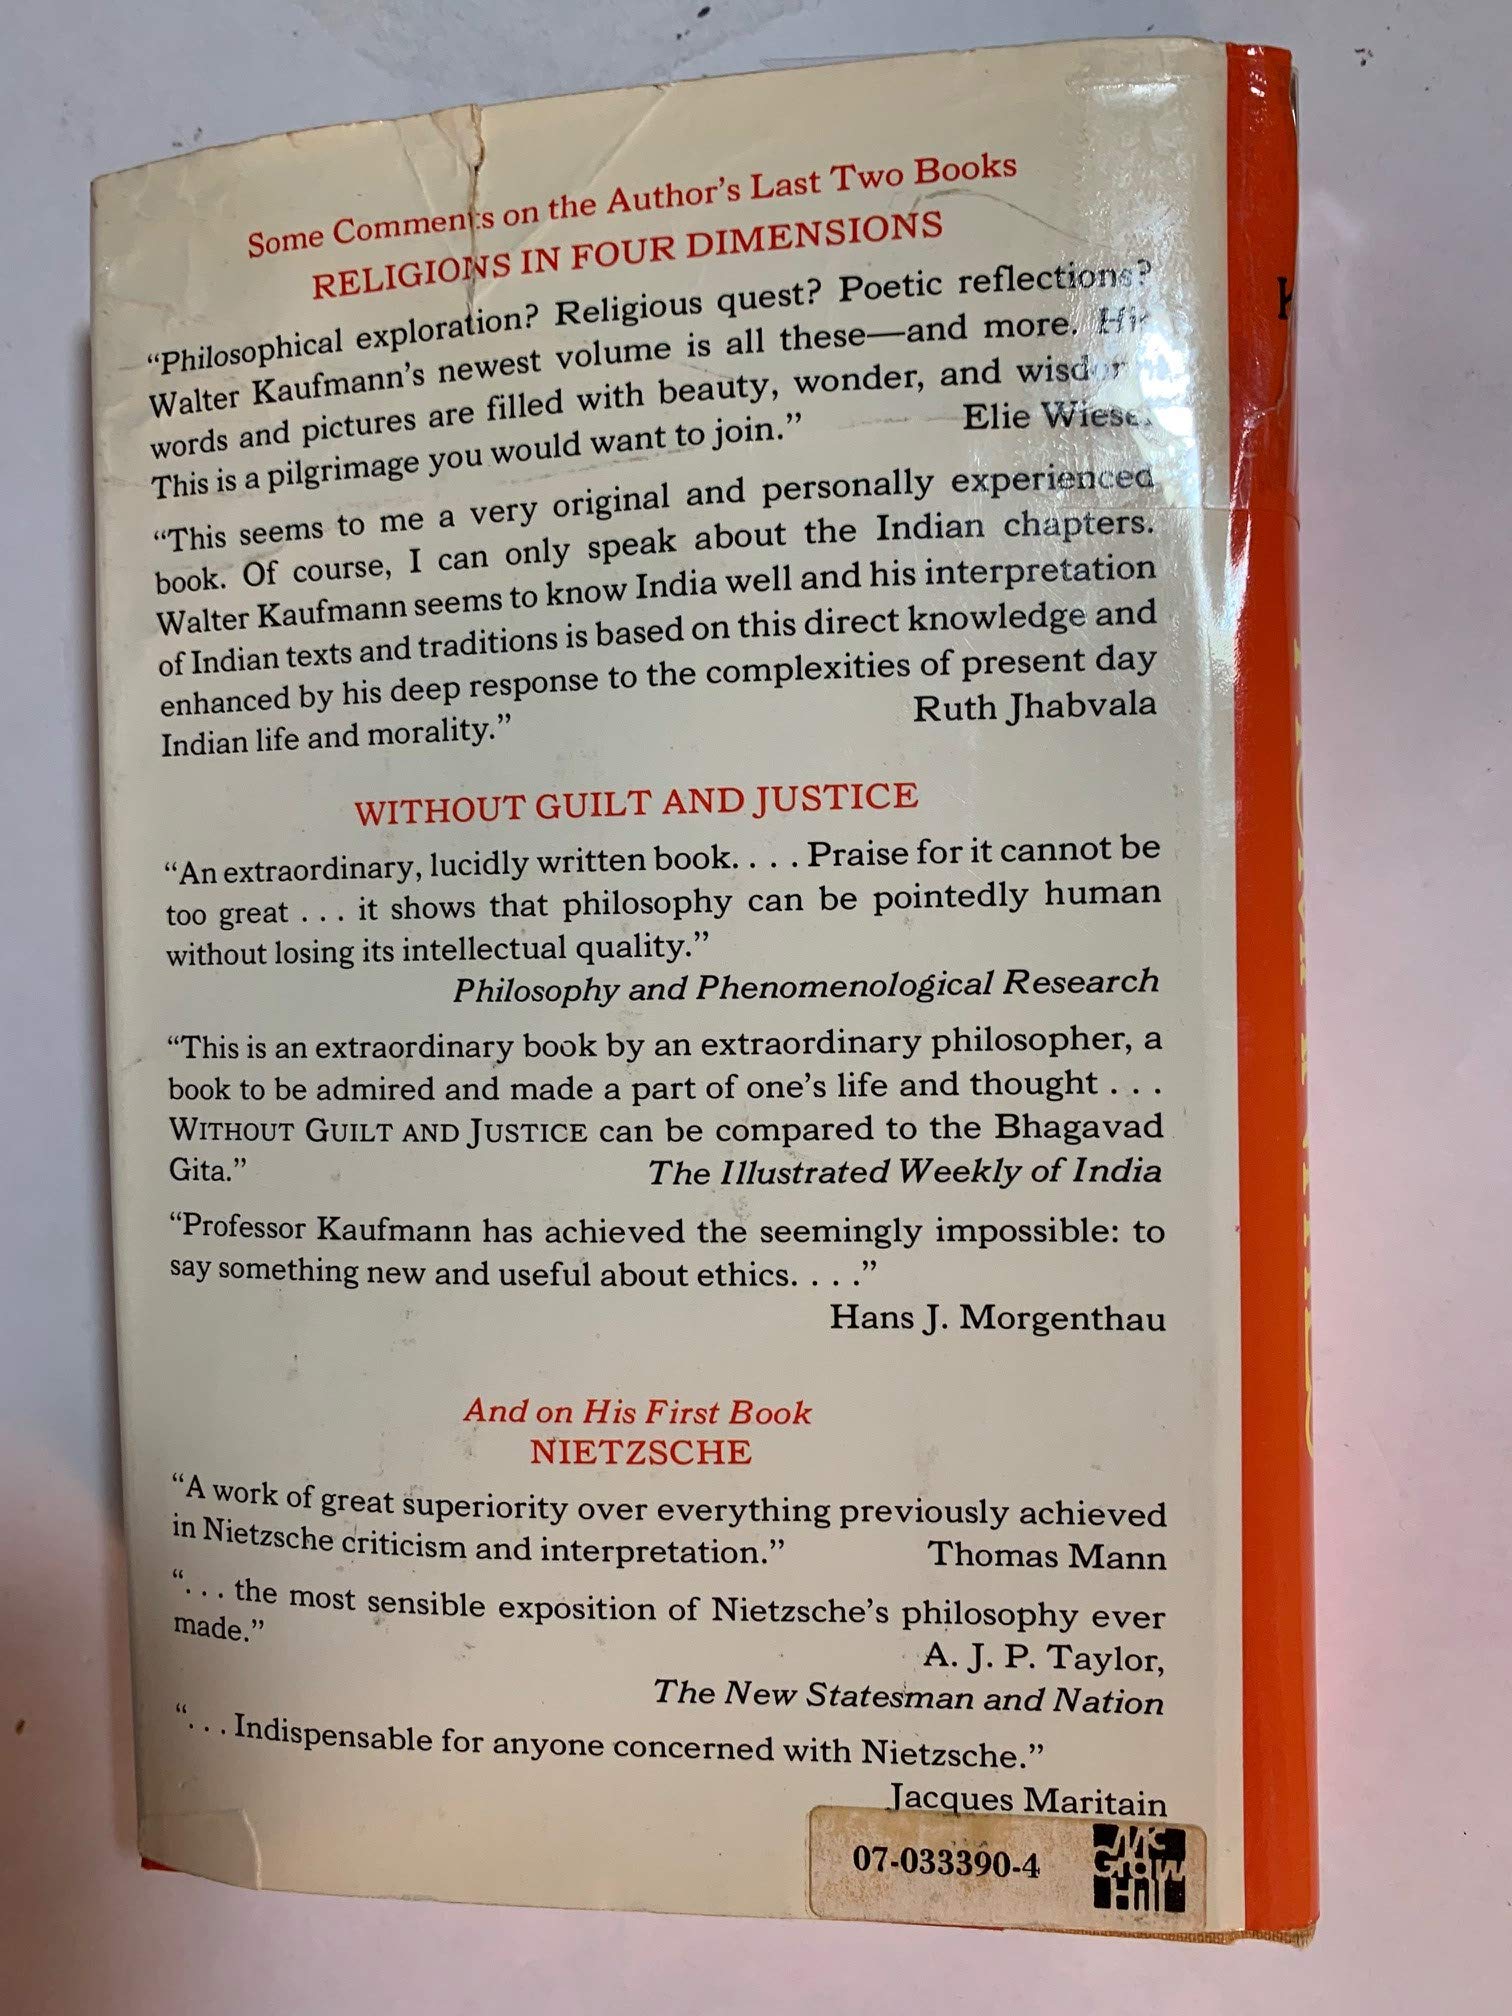 Some Comments on the Author's Last Two Books
RELIGIONS IN FOUR DIMENSIONS
“Philosophical exploration? Religious quest? Poetic reflections?
Walter Kaufmann's newest volume is all these—and more. His
words and pictures are filled with beauty, wonder, and wisdom
This is a pilgrimage you would want to join.” Elie Wiesel
“This seems to me a very original and personally experienced
book. Of course, I can only speak about the Indian chapters.
Walter Kaufmann seems to know India well and his interpretation
of Indian texts and traditions is based on this direct knowledge and
enhanced by his deep response to the complexities of present day
Indian life and morality.” Ruth Jhabvala
WITHOUT GUILT AND JUSTICE
“An extraordinary, lucidly written book. . . . Praise for it cannot be
too great . . . it shows that philosophy can be pointedly human
without losing its intellectual quality.”
Philosophy and Phenomenological Research
“This is an extraordinary book by an extraordinary philosopher, a
book to be admired and made a part of one's life and thought . . .
WITHOUT GUILT AND JUSTICE can be compared to the Bhagavad
Gita.” The Illustrated Weekly of India
“Professor Kaufmann has achieved the seemingly impossible: to
say something new and useful about ethics. . . .”
Hans J. Morgenthau
And on His First Book
NIETZSCHE
“A work of great superiority over everything previously achieved
in Nietzsche criticism and interpretation.” Thomas Mann
“. . . the most sensible exposition of Nietzsche's philosophy ever
made.”
A. J. P. Taylor,
The New Statesman and Nation
“. . . Indispensable for anyone concerned with Nietzsche.”
Jacques Maritain
07-033390-4
Mc
Graw
Hill